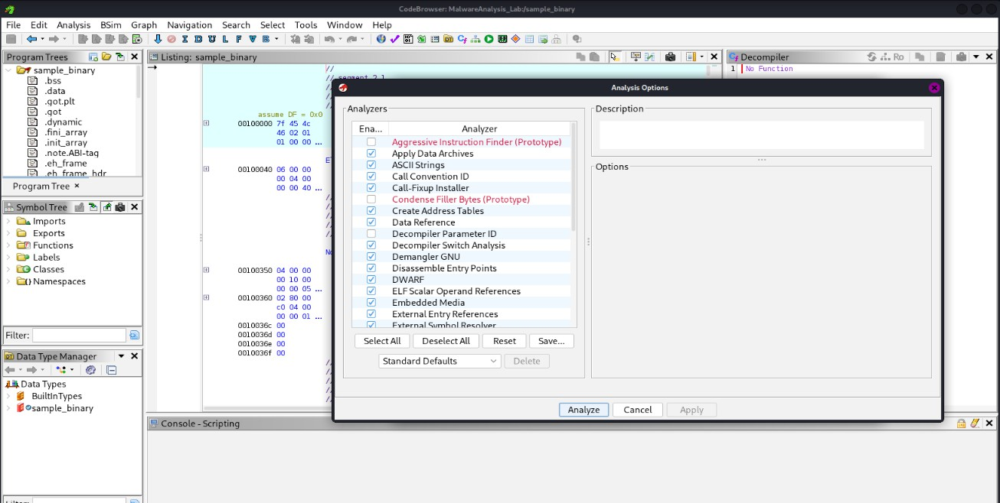 CodeBrowser: MalwareAnalysis_Lab:/sample_binary
File Edit Analysis BSim Graph Navigation Search Select Tools Window Help
I D U L F V B
Program Trees
sample_binary
.bss
.data
.got.plt
.got
.dynamic
.fini_array
.init_array
.note.ABI-tag
.eh_frame
.eh_frame_hdr
Program Tree ×
Symbol Tree
Imports
Exports
Functions
Labels
Classes
Namespaces
Filter:
Data Type Manager
Data Types
BuiltInTypes
sample_binary
Filter:
Listing: sample_binary
//
// segment_2.1
//
//
//
assume DF = 0x0
00100000 7f 45 4c
46 02 01
01 00 00 ...
00100040 06 00 00
00 04 00
00 00 40 ...
//
//
//
//
//
00100350 04 00 00
00 10 00
00 00 05 ...
00100360 02 80 00
c0 04 00
00 00 01 ...
0010036c 00
0010036d 00
0010036e 00
0010036f 00
//
//
//
//
//
Decompiler
Ro
1 No Function
Analysis Options
Analyzers
Ena... Analyzer
Aggressive Instruction Finder (Prototype)
Apply Data Archives
ASCII Strings
Call Convention ID
Call-Fixup Installer
Condense Filler Bytes (Prototype)
Create Address Tables
Data Reference
Decompiler Parameter ID
Decompiler Switch Analysis
Demangler GNU
Disassemble Entry Points
DWARF
ELF Scalar Operand References
Embedded Media
External Entry References
External Symbol Resolver
Select All Deselect All Reset Save...
Standard Defaults Delete
Description
Options
Analyze Cancel Apply
Console - Scripting